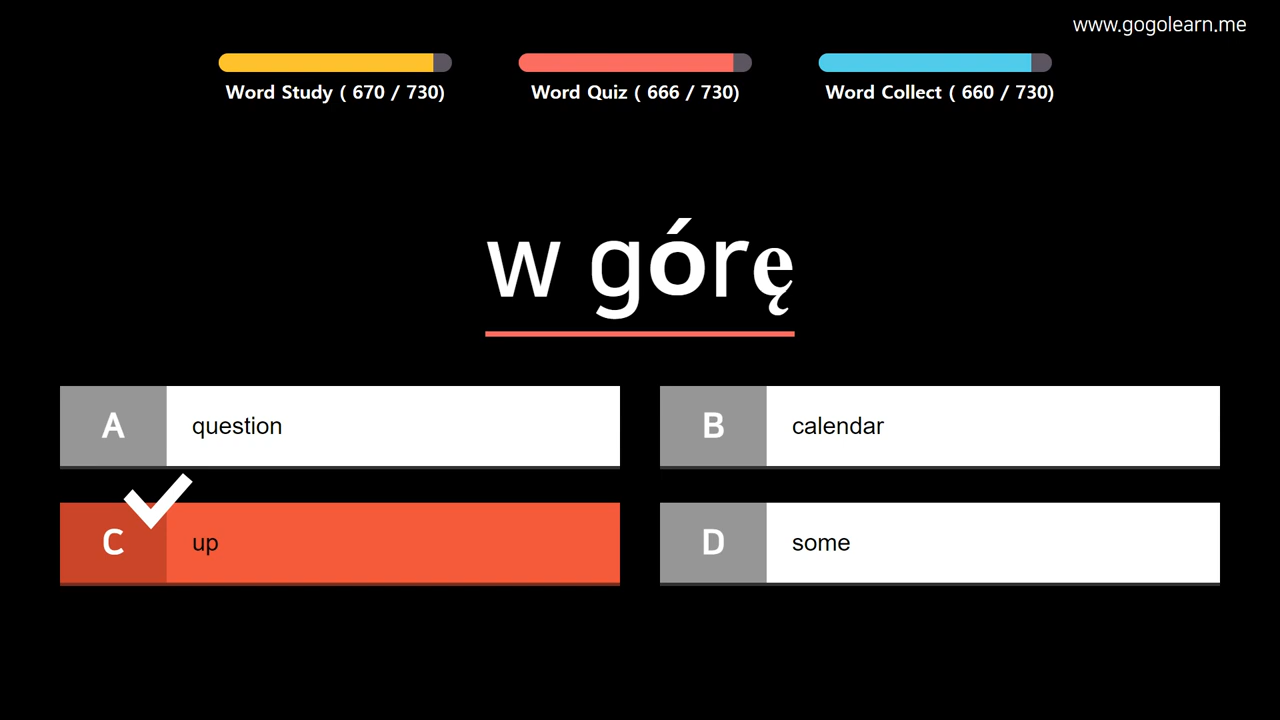 www.gogolearn.me
Word Study ( 670 / 730)
Word Quiz ( 666 / 730)
Word Collect ( 660 / 730)
w górę
A question
B calendar
C up
D some